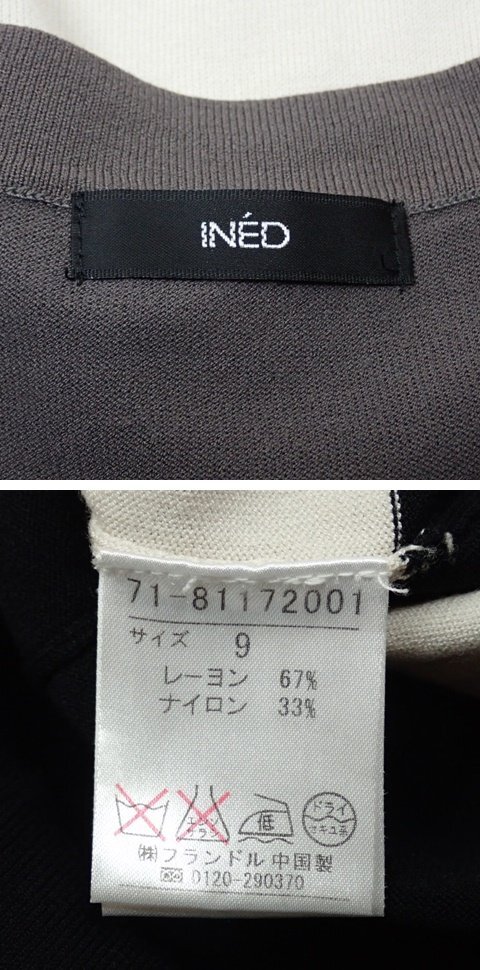 INÉD
71-81172001
サイズ 9
レーヨン 67%
ナイロン 33%
エンソ サラシ 低 ドライ セキユ系
㈱フランドル 中国製
0120-290370